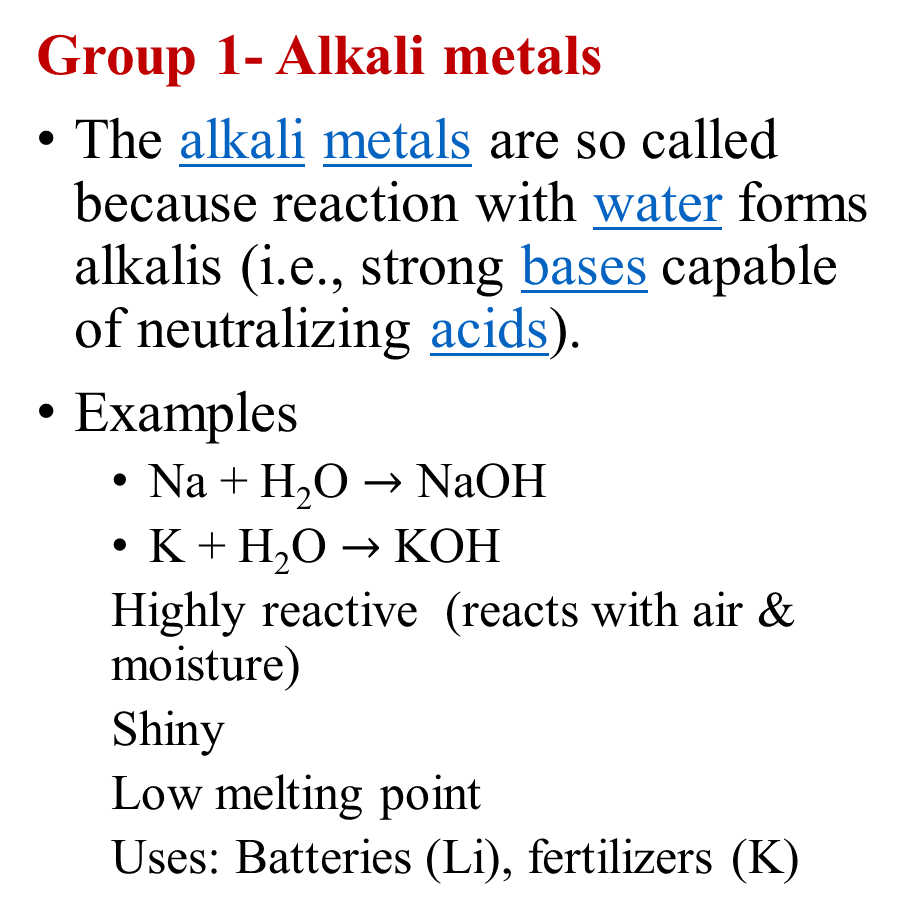 Group 1- Alkali metals
• The alkali metals are so called
because reaction with water forms
alkalis (i.e., strong bases capable
of neutralizing acids).
• Examples
• Na + H₂O → NaOH
• K + H₂O → KOH
Highly reactive  (reacts with air &
moisture)
Shiny
Low melting point
Uses: Batteries (Li), fertilizers (K)